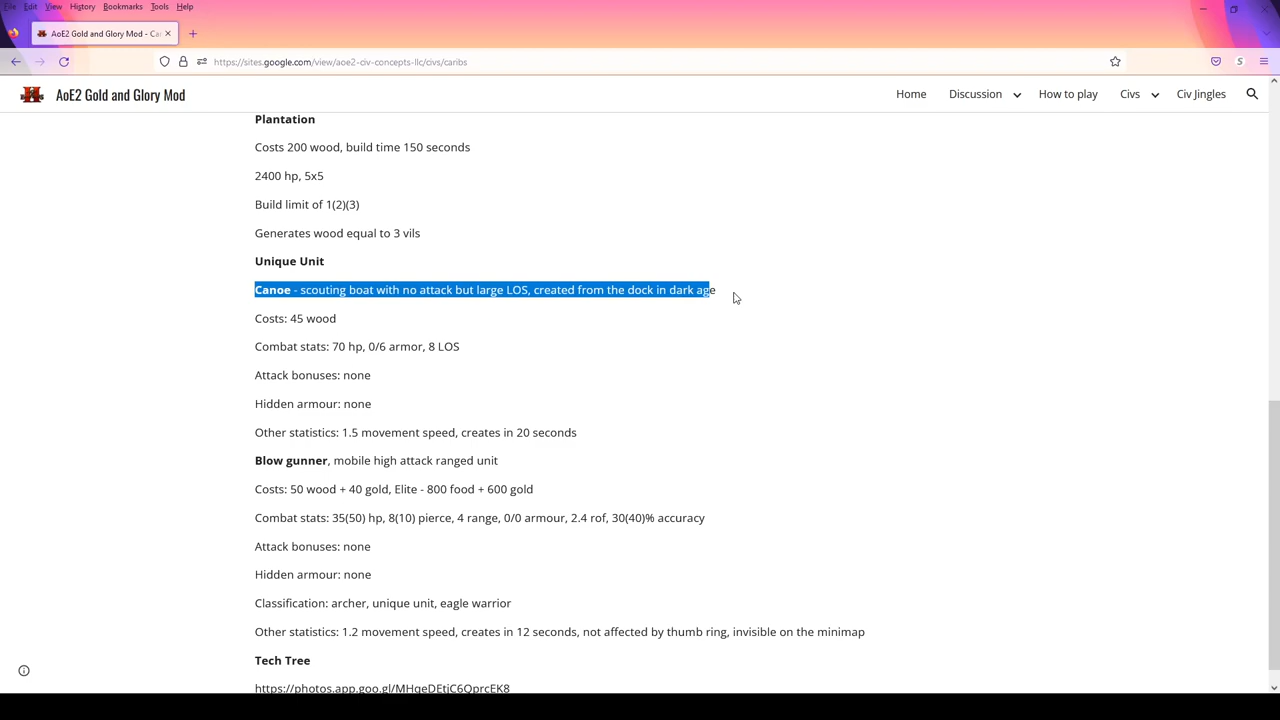 File Edit View History Bookmarks Tools Help
AoE2 Gold and Glory Mod - Ca
https://sites.google.com/view/aoe2-civ-concepts-llc/civs/caribs
AoE2 Gold and Glory Mod
Home Discussion How to play Civs Civ Jingles
Plantation
Costs 200 wood, build time 150 seconds
2400 hp, 5x5
Build limit of 1(2)(3)
Generates wood equal to 3 vils
Unique Unit
Canoe - scouting boat with no attack but large LOS, created from the dock in dark age
Costs: 45 wood
Combat stats: 70 hp, 0/6 armor, 8 LOS
Attack bonuses: none
Hidden armour: none
Other statistics: 1.5 movement speed, creates in 20 seconds
Blow gunner, mobile high attack ranged unit
Costs: 50 wood + 40 gold, Elite - 800 food + 600 gold
Combat stats: 35(50) hp, 8(10) pierce, 4 range, 0/0 armour, 2.4 rof, 30(40)% accuracy
Attack bonuses: none
Hidden armour: none
Classification: archer, unique unit, eagle warrior
Other statistics: 1.2 movement speed, creates in 12 seconds, not affected by thumb ring, invisible on the minimap
Tech Tree
https://photos.app.goo.gl/MHqeDEtjC6QprcEK8